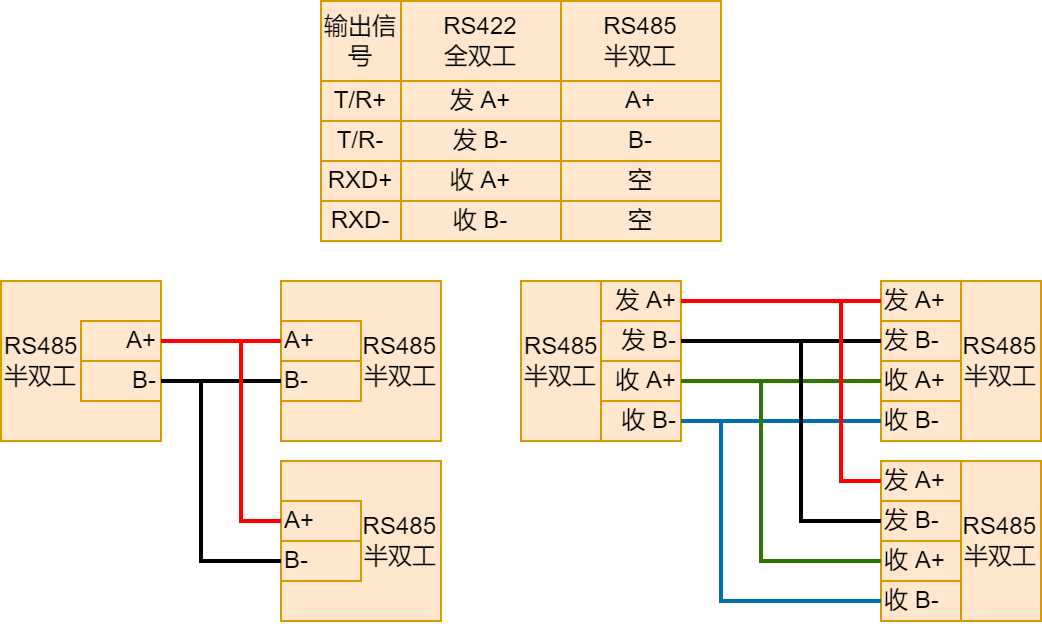 输出信
号
RS422
全双工
RS485
半双工
T/R+
发 A+
A+
T/R-
发 B-
B-
RXD+
收 A+
空
RXD-
收 B-
空
RS485
半双工
A+
B-
A+
B-
RS485
半双工
A+
B-
RS485
半双工
RS485
半双工
发 A+
发 B-
收 A+
收 B-
发 A+
发 B-
收 A+
收 B-
RS485
半双工
发 A+
发 B-
收 A+
收 B-
RS485
半双工